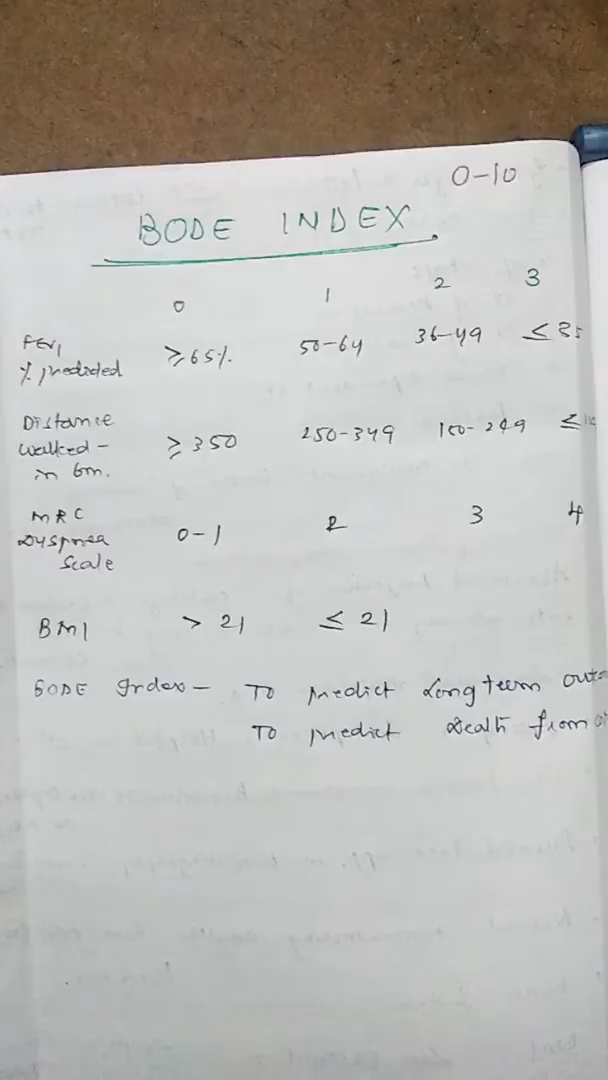 0-10
BODE INDEX
0 1 2 3
FEV1 % predicted ≥65% 50-64 36-49 ≤ 35
Distance walked - in 6m. ≥ 350 250-349 150-249 ≤
MRC Dyspnea Scale 0-1 2 3 4
BMI > 21 ≤ 21
BODE Index - To predict Long term
To predict death from